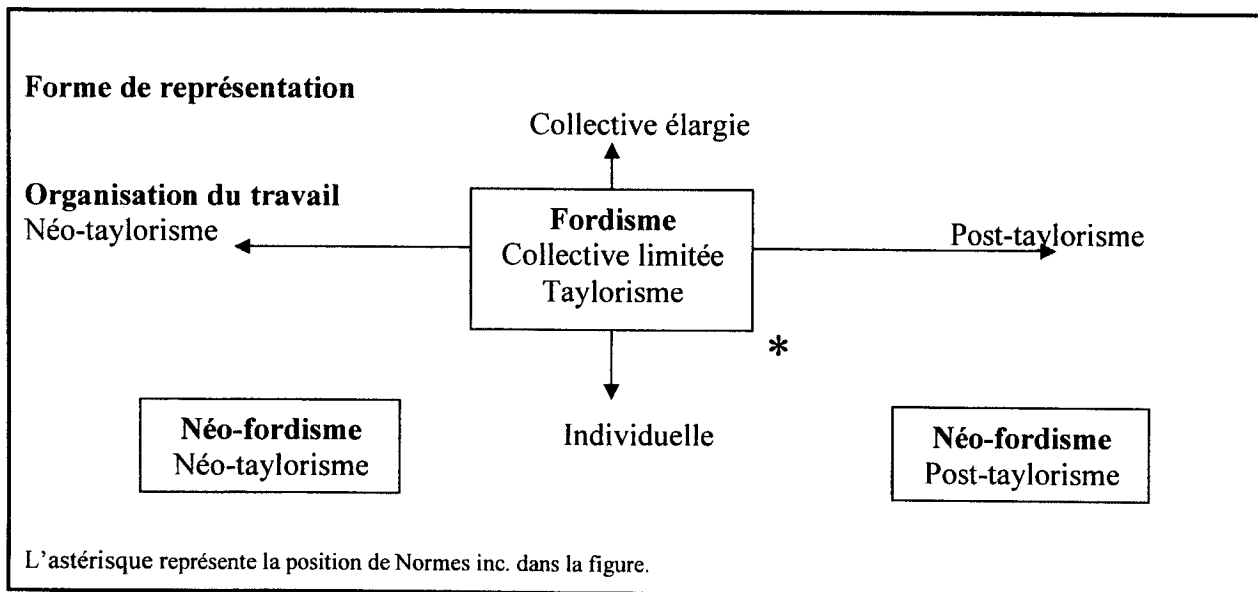 Forme de représentation
Collective élargie
Organisation du travail
Néo-taylorisme
Fordisme
Collective limitée
Taylorisme
Post-taylorisme
*
Individuelle
Néo-fordisme
Néo-taylorisme
Néo-fordisme
Post-taylorisme
L'astérisque représente la position de Normes inc. dans la figure.